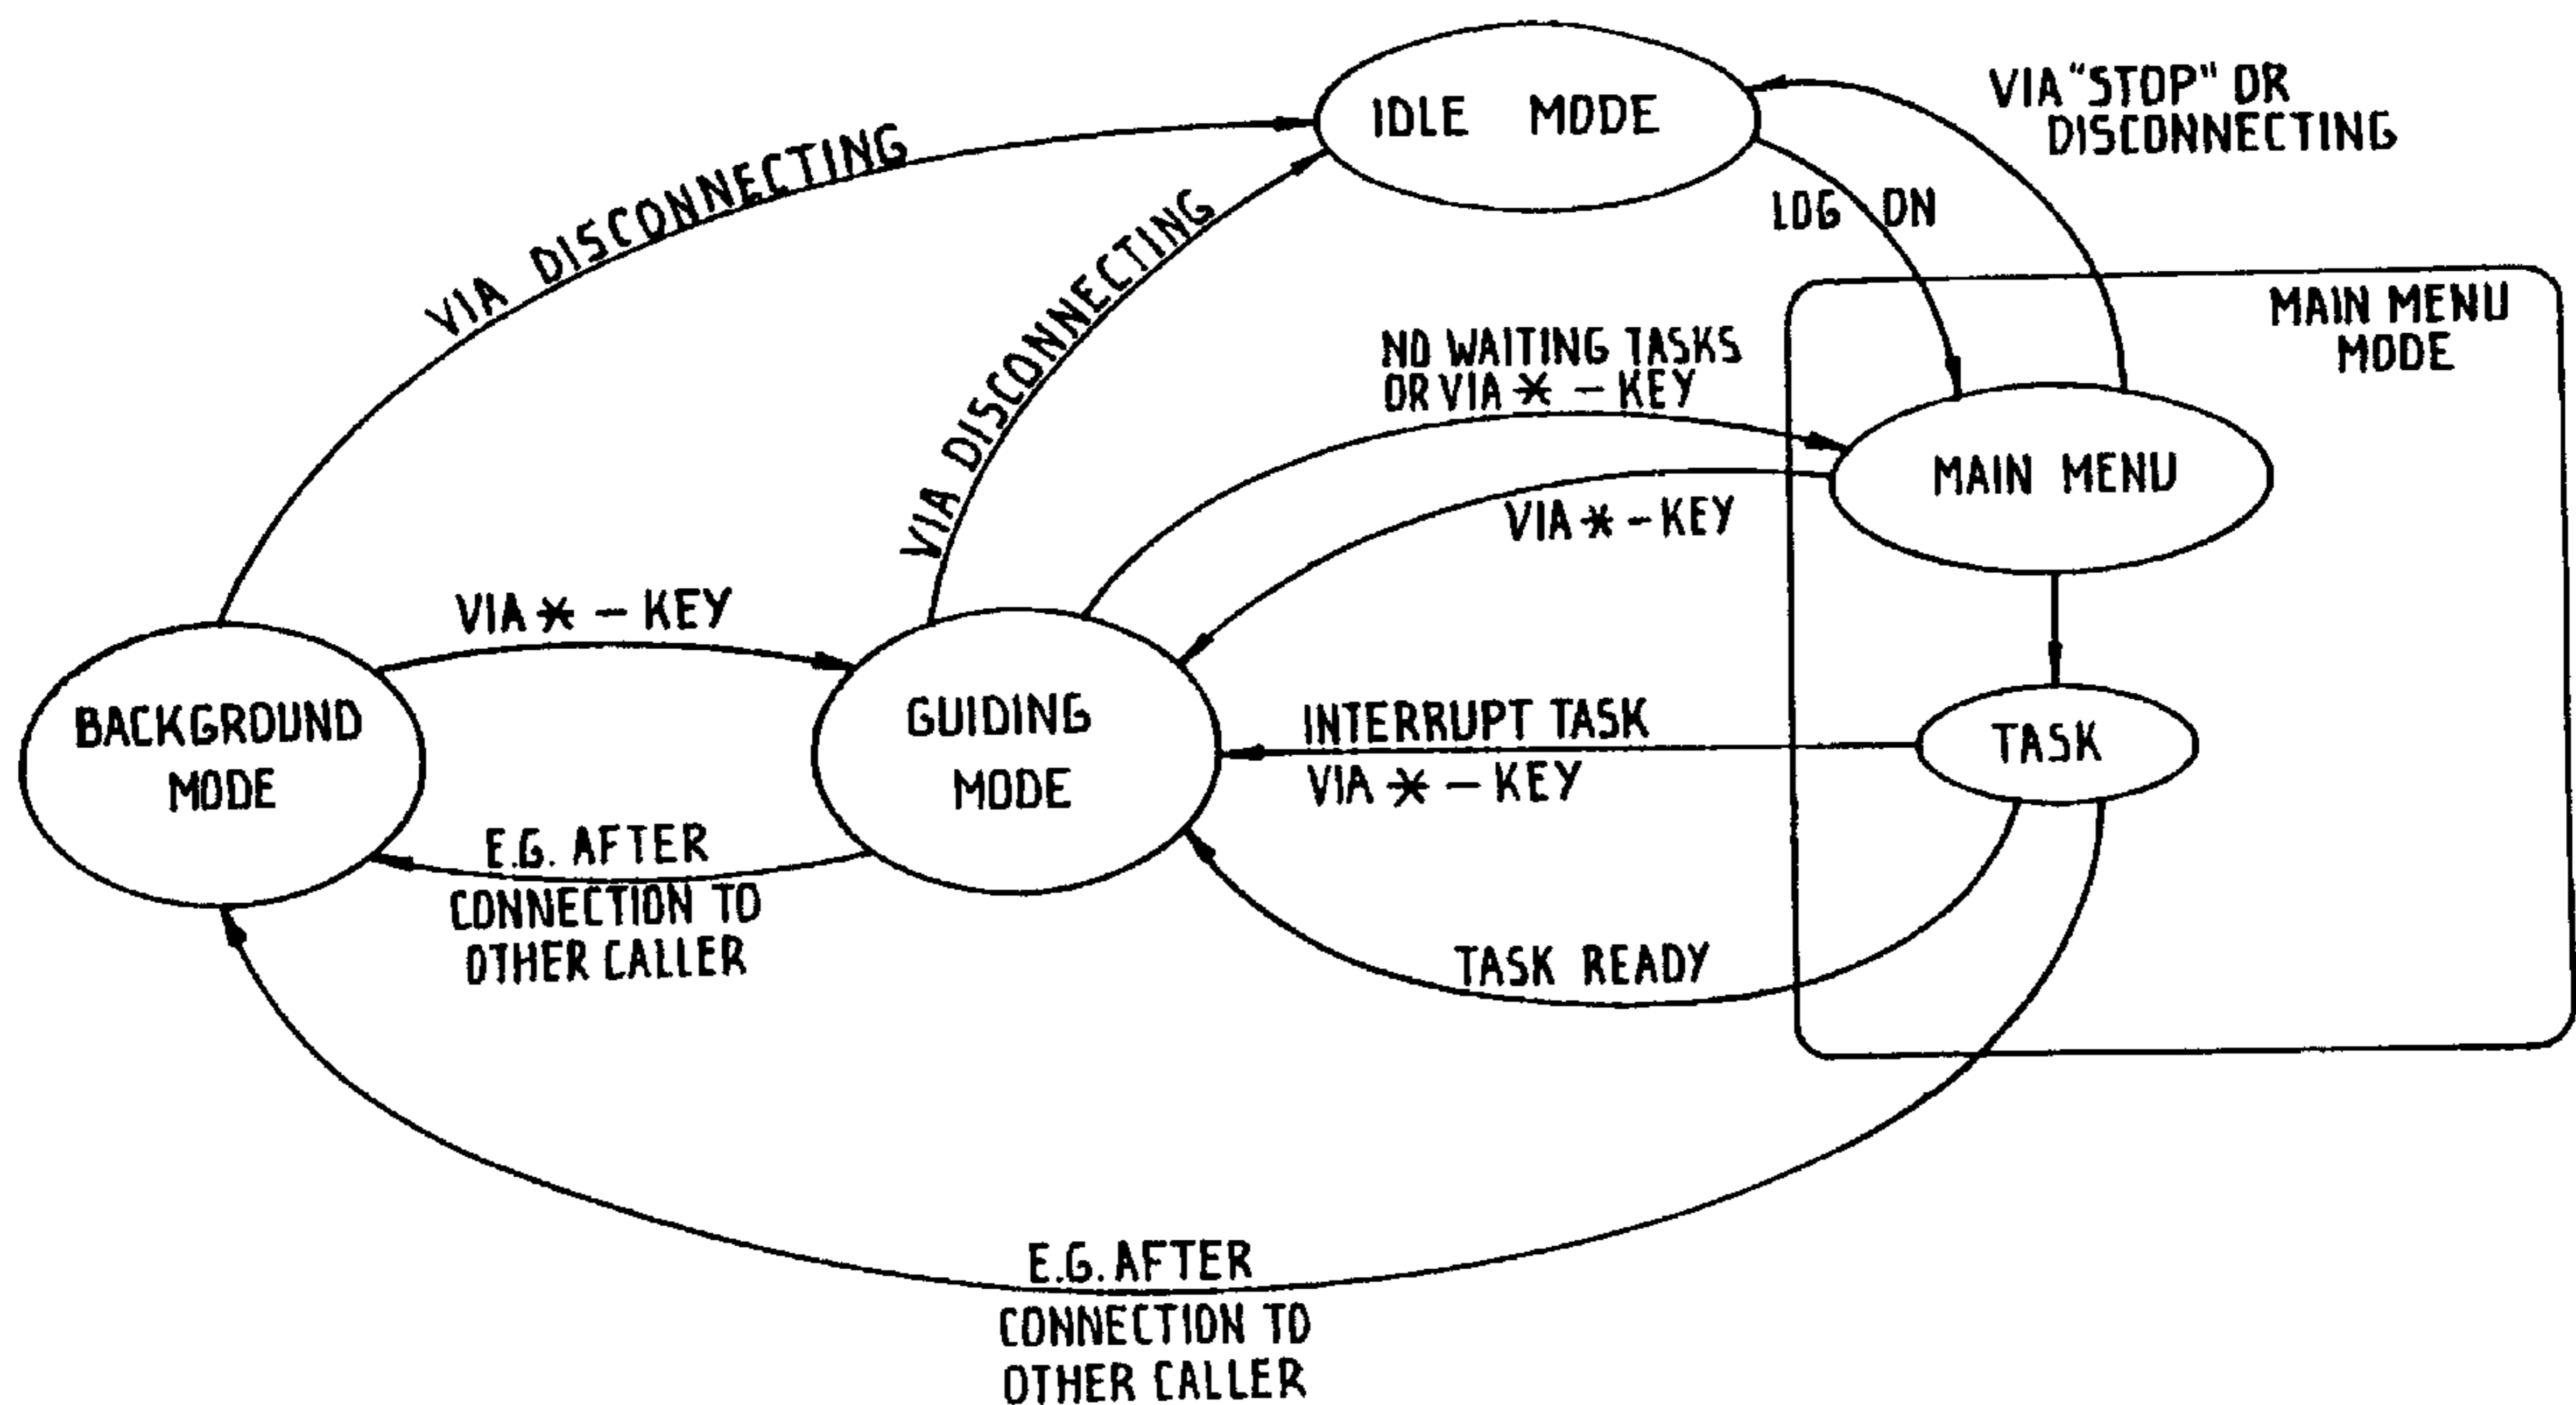 IDLE MODE
VIA "STOP" OR
DISCONNECTING
VIA DISCONNECTING
VIA DISCONNECTING
LOG ON
MAIN MENU
MODE
NO WAITING TASKS
OR VIA * - KEY
MAIN MENU
VIA * - KEY
VIA * - KEY
BACKGROUND
MODE
GUIDING
MODE
INTERRUPT TASK
VIA * - KEY
TASK
E.G. AFTER
CONNECTION TO
OTHER CALLER
TASK READY
E.G. AFTER
CONNECTION TO
OTHER CALLER